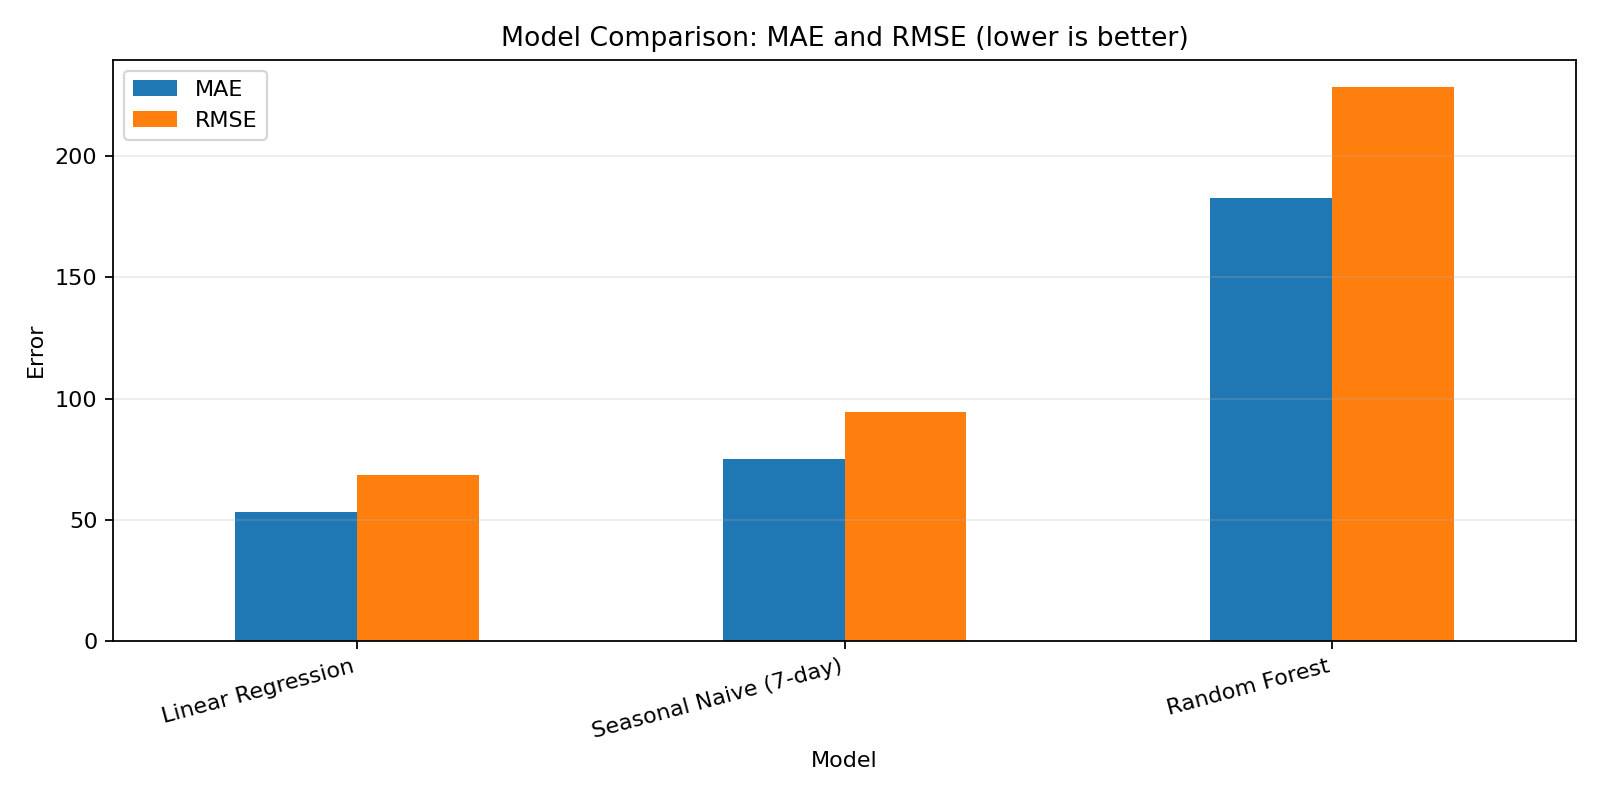 Model Comparison: MAE and RMSE (lower is better)
MAE
RMSE
Error
200
150
100
50
0
Linear Regression
Seasonal Naive (7-day)
Random Forest
Model